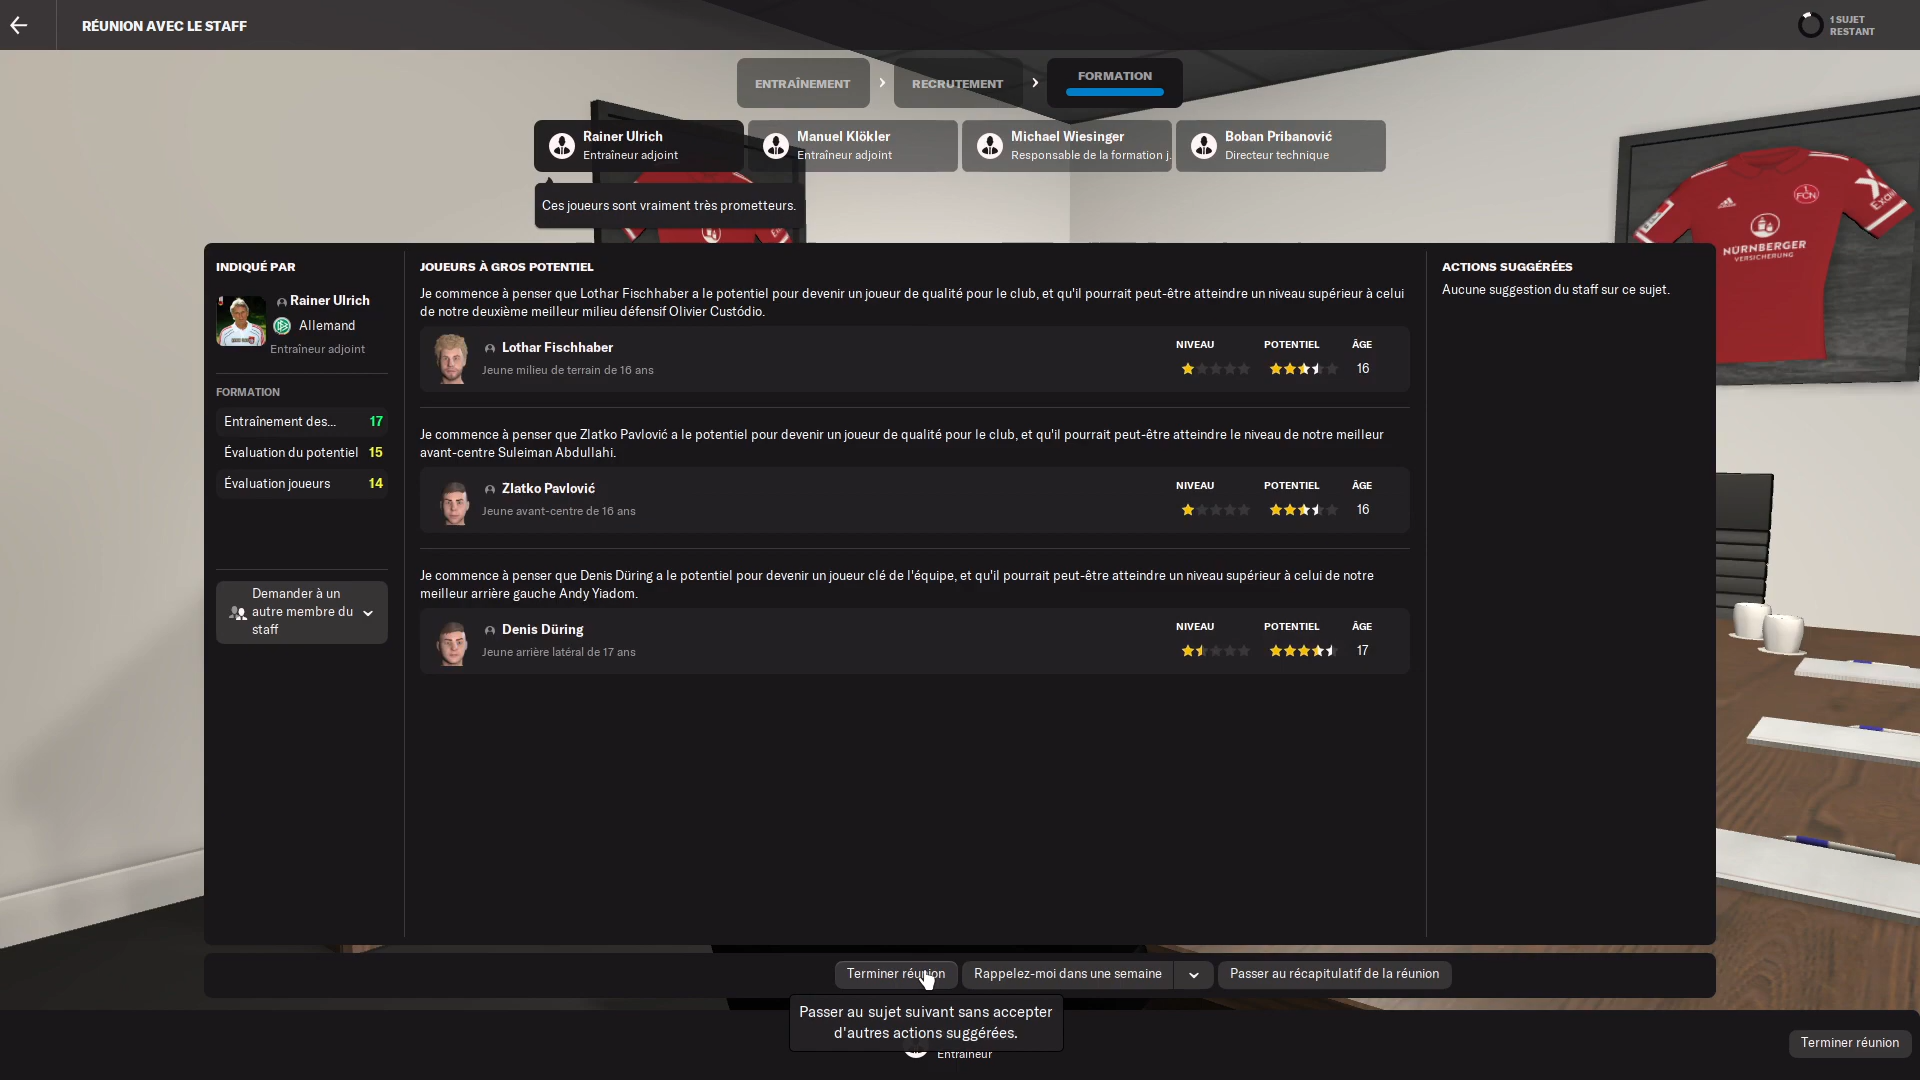 RÉUNION AVEC LE STAFF
1 SUJET
RESTANT
ENTRAÎNEMENT
RECRUTEMENT
FORMATION
Rainer Ulrich
Entraîneur adjoint
Manuel Klökler
Entraîneur adjoint
Michael Wiesinger
Responsable de la formation j.
Boban Pribanović
Directeur technique
Ces joueurs sont vraiment très prometteurs.
INDIQUÉ PAR
Rainer Ulrich
Allemand
Entraîneur adjoint
FORMATION
Entraînement des... 17
Évaluation du potentiel 15
Évaluation joueurs 14
Demander à un
autre membre du
staff
JOUEURS À GROS POTENTIEL
Je commence à penser que Lothar Fischhaber a le potentiel pour devenir un joueur de qualité pour le club, et qu'il pourrait peut-être atteindre un niveau supérieur à celui
de notre deuxième meilleur milieu défensif Olivier Custódio.
Lothar Fischhaber
Jeune milieu de terrain de 16 ans
NIVEAU POTENTIEL ÂGE
16
Je commence à penser que Zlatko Pavlović a le potentiel pour devenir un joueur de qualité pour le club, et qu'il pourrait peut-être atteindre le niveau de notre meilleur
avant-centre Suleiman Abdullahi.
Zlatko Pavlović
Jeune avant-centre de 16 ans
NIVEAU POTENTIEL ÂGE
16
Je commence à penser que Denis Düring a le potentiel pour devenir un joueur clé de l'équipe, et qu'il pourrait peut-être atteindre un niveau supérieur à celui de notre
meilleur arrière gauche Andy Yiadom.
Denis Düring
Jeune arrière latéral de 17 ans
NIVEAU POTENTIEL ÂGE
17
ACTIONS SUGGÉRÉES
Aucune suggestion du staff sur ce sujet.
FCN
NÜRNBERGER
VERSICHERUNG
Terminer réunion
Rappelez-moi dans une semaine
Passer au récapitulatif de la réunion
Passer au sujet suivant sans accepter
d'autres actions suggérées.
Entraîneur
Terminer réunion